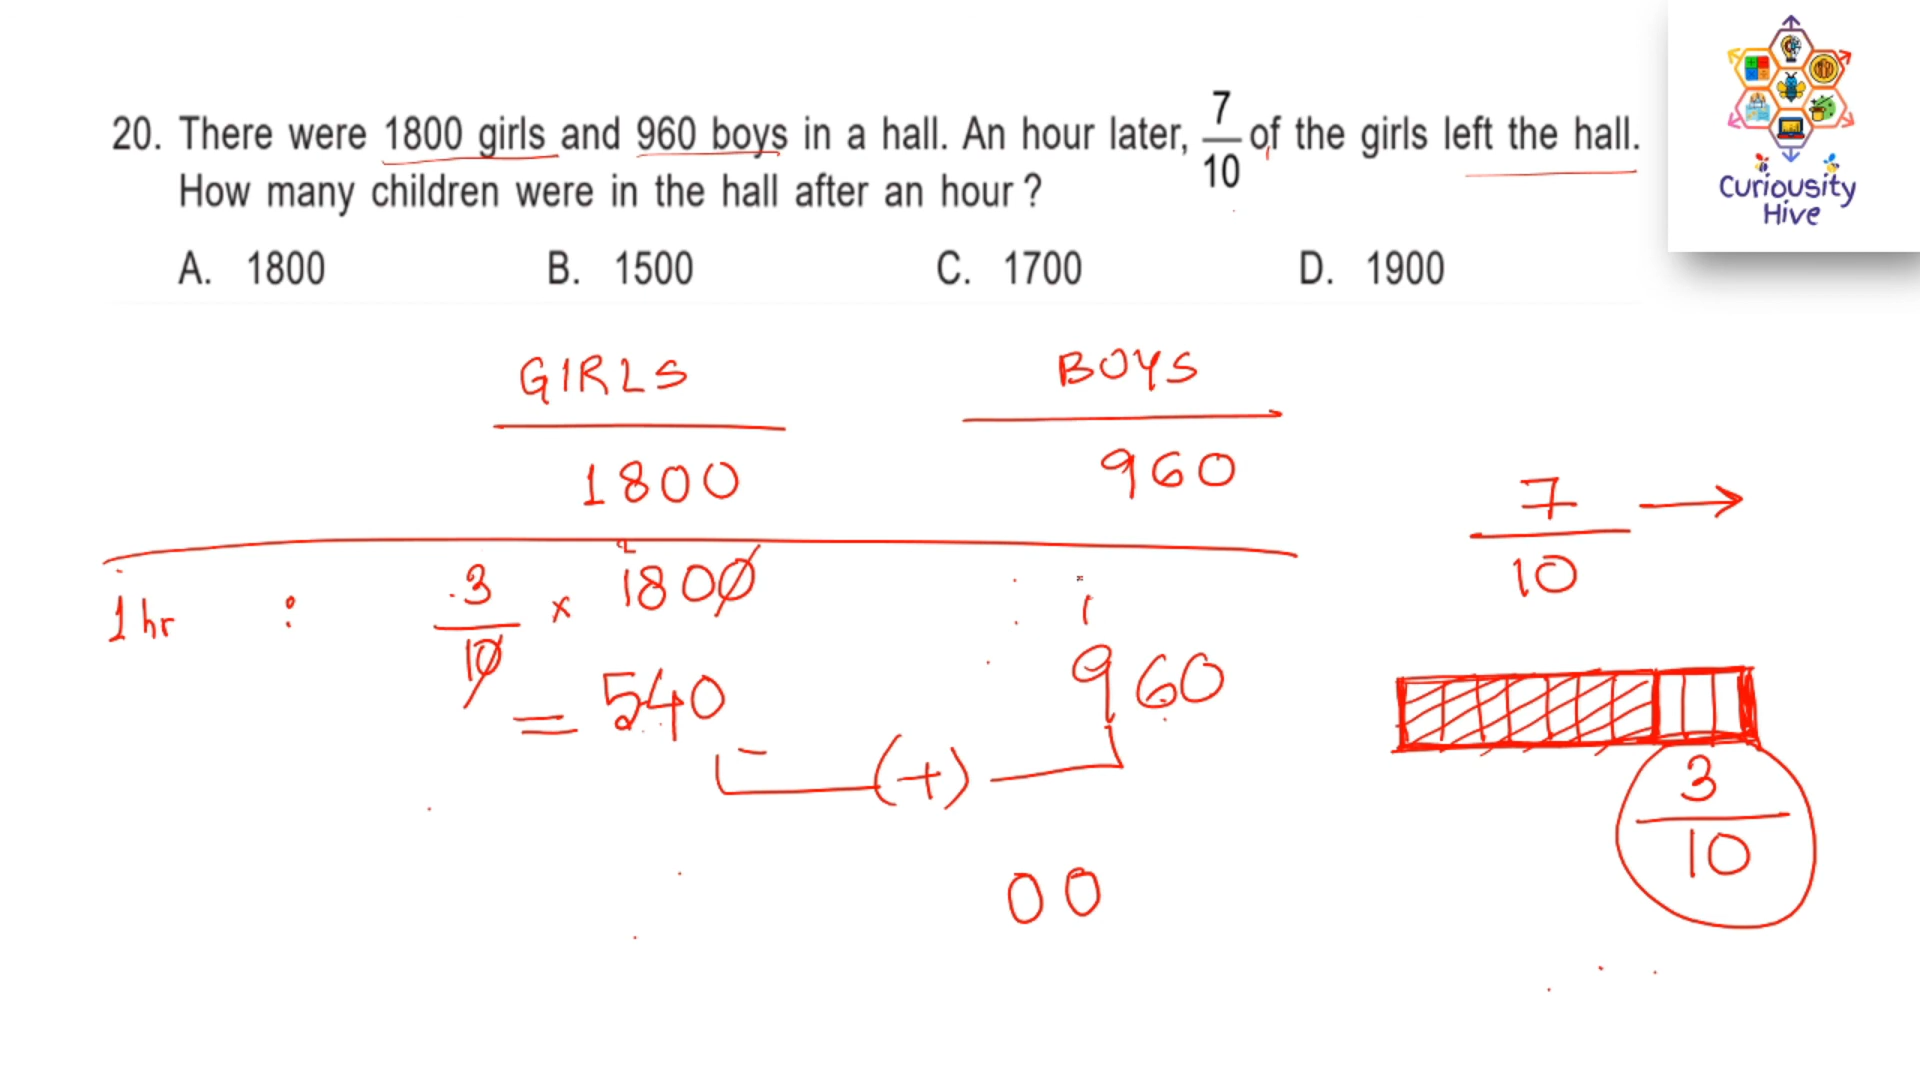 20. There were 1800 girls and 960 boys in a hall. An hour later, 7/10 of the girls left the hall.
How many children were in the hall after an hour ?
A. 1800 B. 1500 C. 1700 D. 1900
Curiousity
Hive
GIRLS BOYS
1800 960
7/10 →
1 hr : 3/10 × 1800
1
= 540 960
(+)
3/10
00